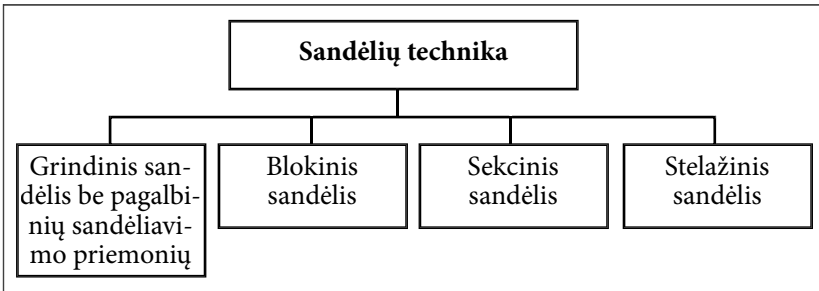 Sandėlių technika
Grindinis san-
dėlis be pagalbi-
nių sandėliavi-
mo priemonių
Blokinis
sandėlis
Sekcinis
sandėlis
Stelažinis
sandėlis